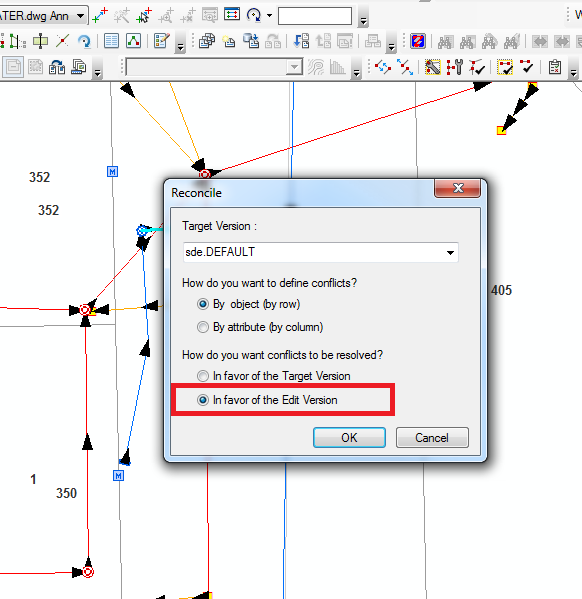 ATER.dwg Ann
W
352
352
405
1
350
M
M
Reconcile
Target Version :
sde.DEFAULT
How do you want to define conflicts?
By object (by row)
By attribute (by column)
How do you want conflicts to be resolved?
In favor of the Target Version
In favor of the Edit Version
OK
Cancel